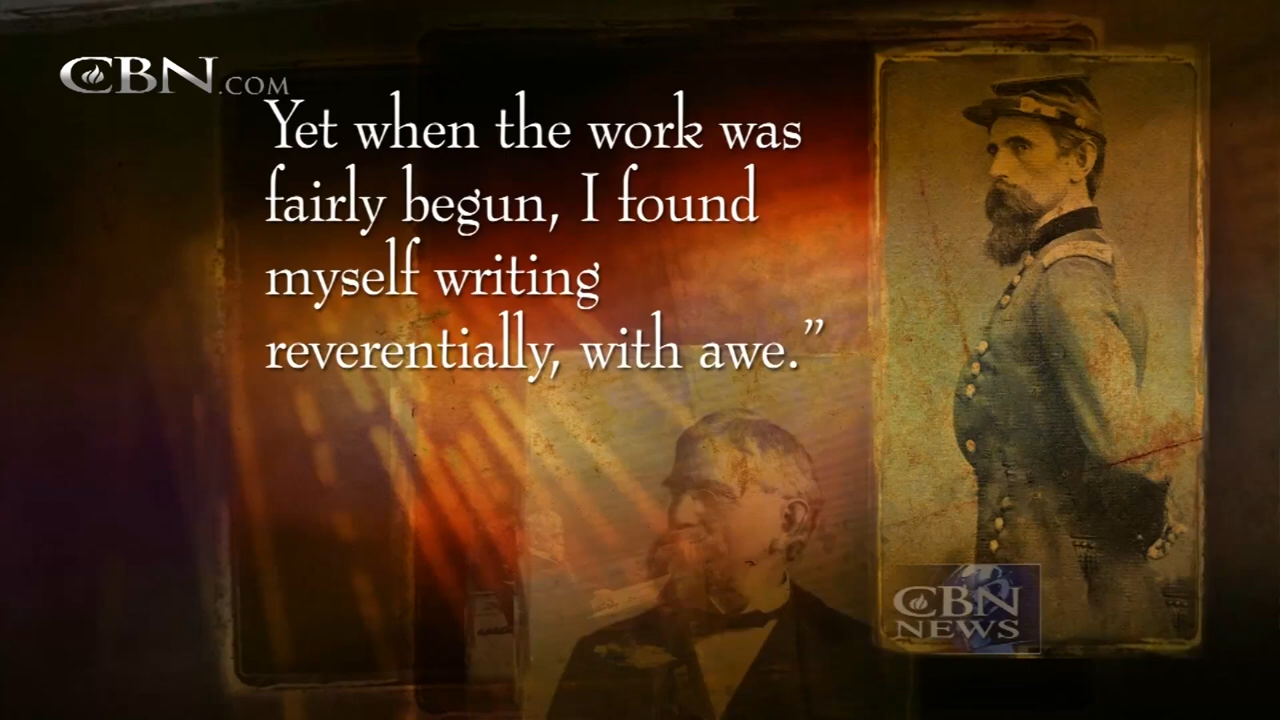 CBN.COM
Yet when the work was
fairly begun, I found
myself writing
reverentially, with awe.”
CBN
NEWS